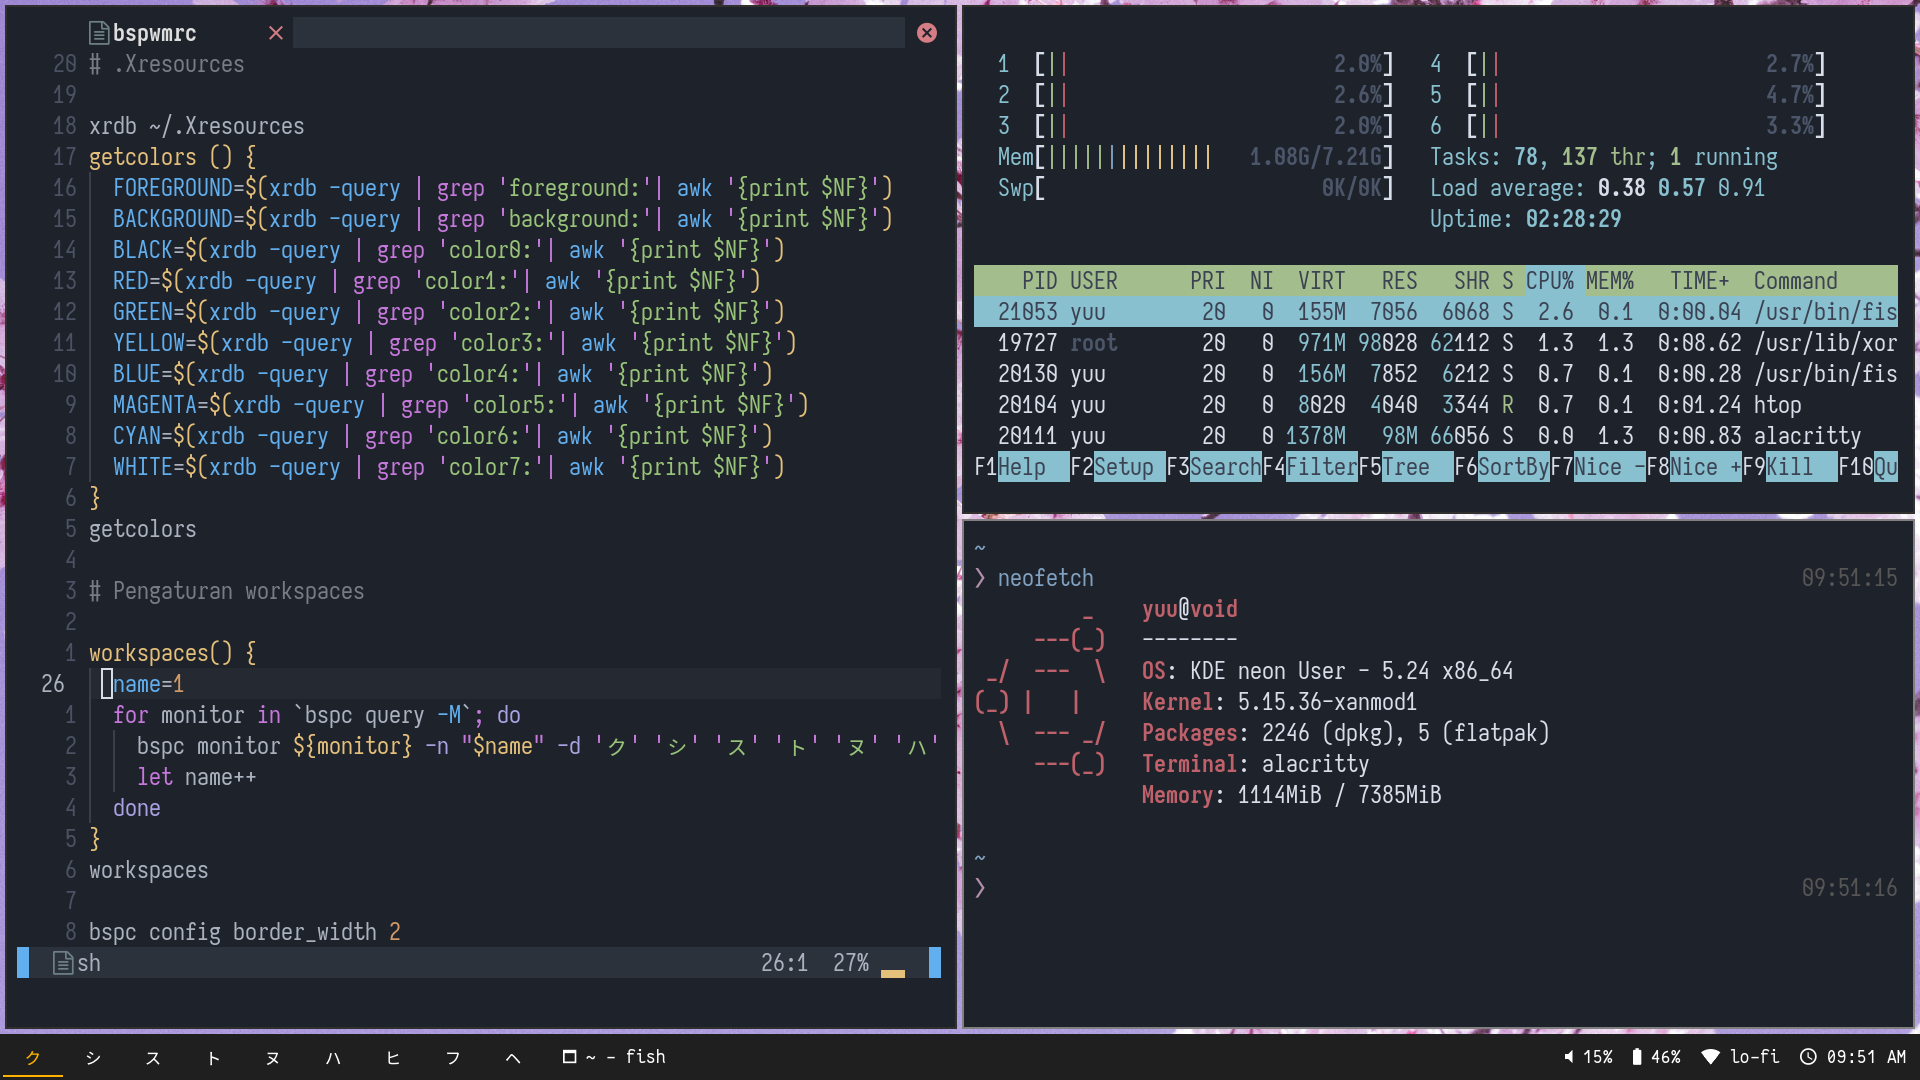 bspwmrc
20 # .Xresources
19
18 xrdb ~/.Xresources
17 getcolors () {
16 FOREGROUND=$(xrdb -query | grep 'foreground:'| awk '{print $NF}')
15 BACKGROUND=$(xrdb -query | grep 'background:'| awk '{print $NF}')
14 BLACK=$(xrdb -query | grep 'color0:'| awk '{print $NF}')
13 RED=$(xrdb -query | grep 'color1:'| awk '{print $NF}')
12 GREEN=$(xrdb -query | grep 'color2:'| awk '{print $NF}')
11 YELLOW=$(xrdb -query | grep 'color3:'| awk '{print $NF}')
10 BLUE=$(xrdb -query | grep 'color4:'| awk '{print $NF}')
9 MAGENTA=$(xrdb -query | grep 'color5:'| awk '{print $NF}')
8 CYAN=$(xrdb -query | grep 'color6:'| awk '{print $NF}')
7 WHITE=$(xrdb -query | grep 'color7:'| awk '{print $NF}')
6 }
5 getcolors
4
3 # Pengaturan workspaces
2
1 workspaces() {
26 name=1
1 for monitor in `bspc query -M`; do
2 bspc monitor ${monitor} -n "$name" -d 'ク' 'シ' 'ス' 'ト' 'ヌ' 'ハ'
3 let name++
4 done
5 }
6 workspaces
7
8 bspc config border_width 2
sh 26:1 27%
1 [|| 2.0%] 4 [|| 2.7%]
2 [|| 2.6%] 5 [|| 4.7%]
3 [|| 2.0%] 6 [|| 3.3%]
Mem[|||||||||||||| 1.08G/7.21G] Tasks: 78, 137 thr; 1 running
Swp[ 0K/0K] Load average: 0.38 0.57 0.91
Uptime: 02:28:29
PID USER PRI NI VIRT RES SHR S CPU% MEM% TIME+ Command
21053 yuu 20 0 155M 7056 6068 S 2.6 0.1 0:00.04 /usr/bin/fis
19727 root 20 0 971M 98028 62112 S 1.3 1.3 0:08.62 /usr/lib/xor
20130 yuu 20 0 156M 7852 6212 S 0.7 0.1 0:00.28 /usr/bin/fis
20104 yuu 20 0 8020 4040 3344 R 0.7 0.1 0:01.24 htop
20111 yuu 20 0 1378M 98M 66056 S 0.0 1.3 0:00.83 alacritty
F1Help F2Setup F3SearchF4FilterF5Tree F6SortByF7Nice -F8Nice +F9Kill F10Qu
~
❯ neofetch 09:51:15
yuu@void
--------
OS: KDE neon User - 5.24 x86_64
Kernel: 5.15.36-xanmod1
Packages: 2246 (dpkg), 5 (flatpak)
Terminal: alacritty
Memory: 1114MiB / 7385MiB
~
❯ 09:51:16
ク シ ス ト ヌ ハ ヒ フ ヘ ~ - fish 15% 46% lo-fi 09:51 AM